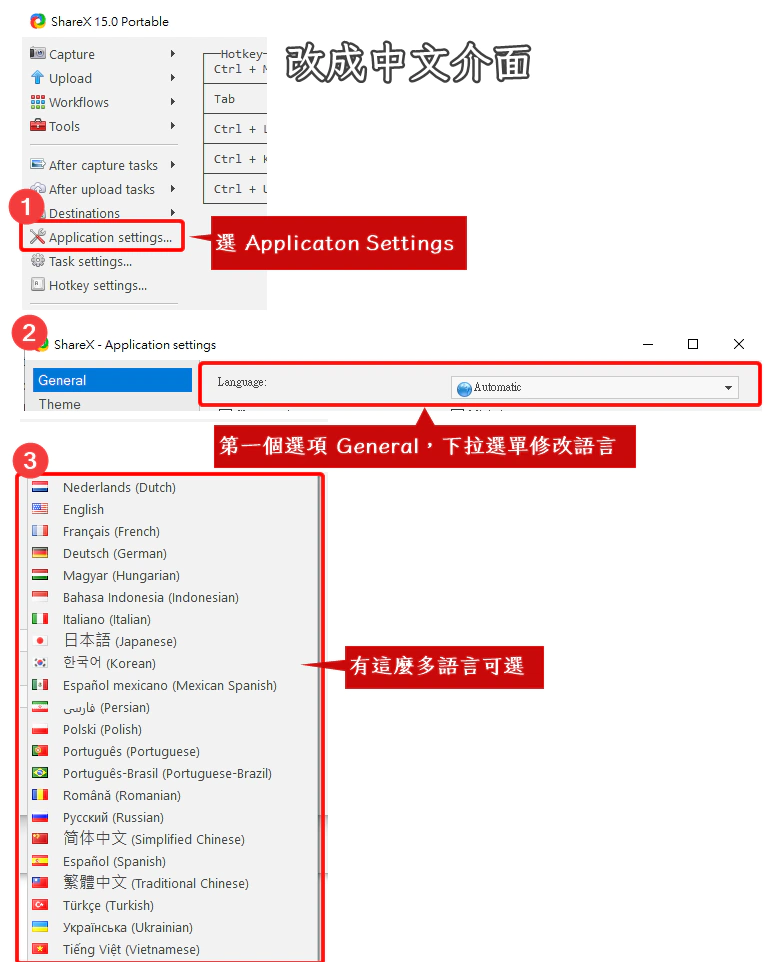 ShareX 15.0 Portable
改成中文介面
Capture
Upload
Workflows
Tools
After capture tasks
After upload tasks
Destinations
Application settings...
Task settings...
Hotkey settings...
Hotkey
Ctrl +
Tab
Ctrl +
Ctrl +
Ctrl +
1
選 Applicaton Settings
2
ShareX - Application settings
General
Theme
Language:
Automatic
第一個選項 General，下拉選單修改語言
3
Nederlands (Dutch)
English
Français (French)
Deutsch (German)
Magyar (Hungarian)
Bahasa Indonesia (Indonesian)
Italiano (Italian)
日本語 (Japanese)
한국어 (Korean)
Español mexicano (Mexican Spanish)
فارسی (Persian)
Polski (Polish)
Português (Portuguese)
Português-Brasil (Portuguese-Brazil)
Română (Romanian)
Русский (Russian)
简体中文 (Simplified Chinese)
Español (Spanish)
繁體中文 (Traditional Chinese)
Türkçe (Turkish)
Українська (Ukrainian)
Tiếng Việt (Vietnamese)
有這麼多語言可選